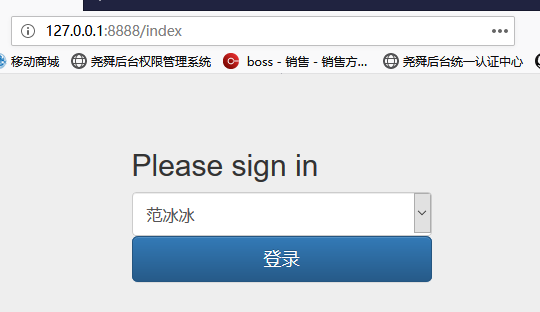 127.0.0.1:8888/index
移动商城 尧舜后台权限管理系统 boss - 销售 - 销售方... 尧舜后台统一认证中心
Please sign in
范冰冰
登录